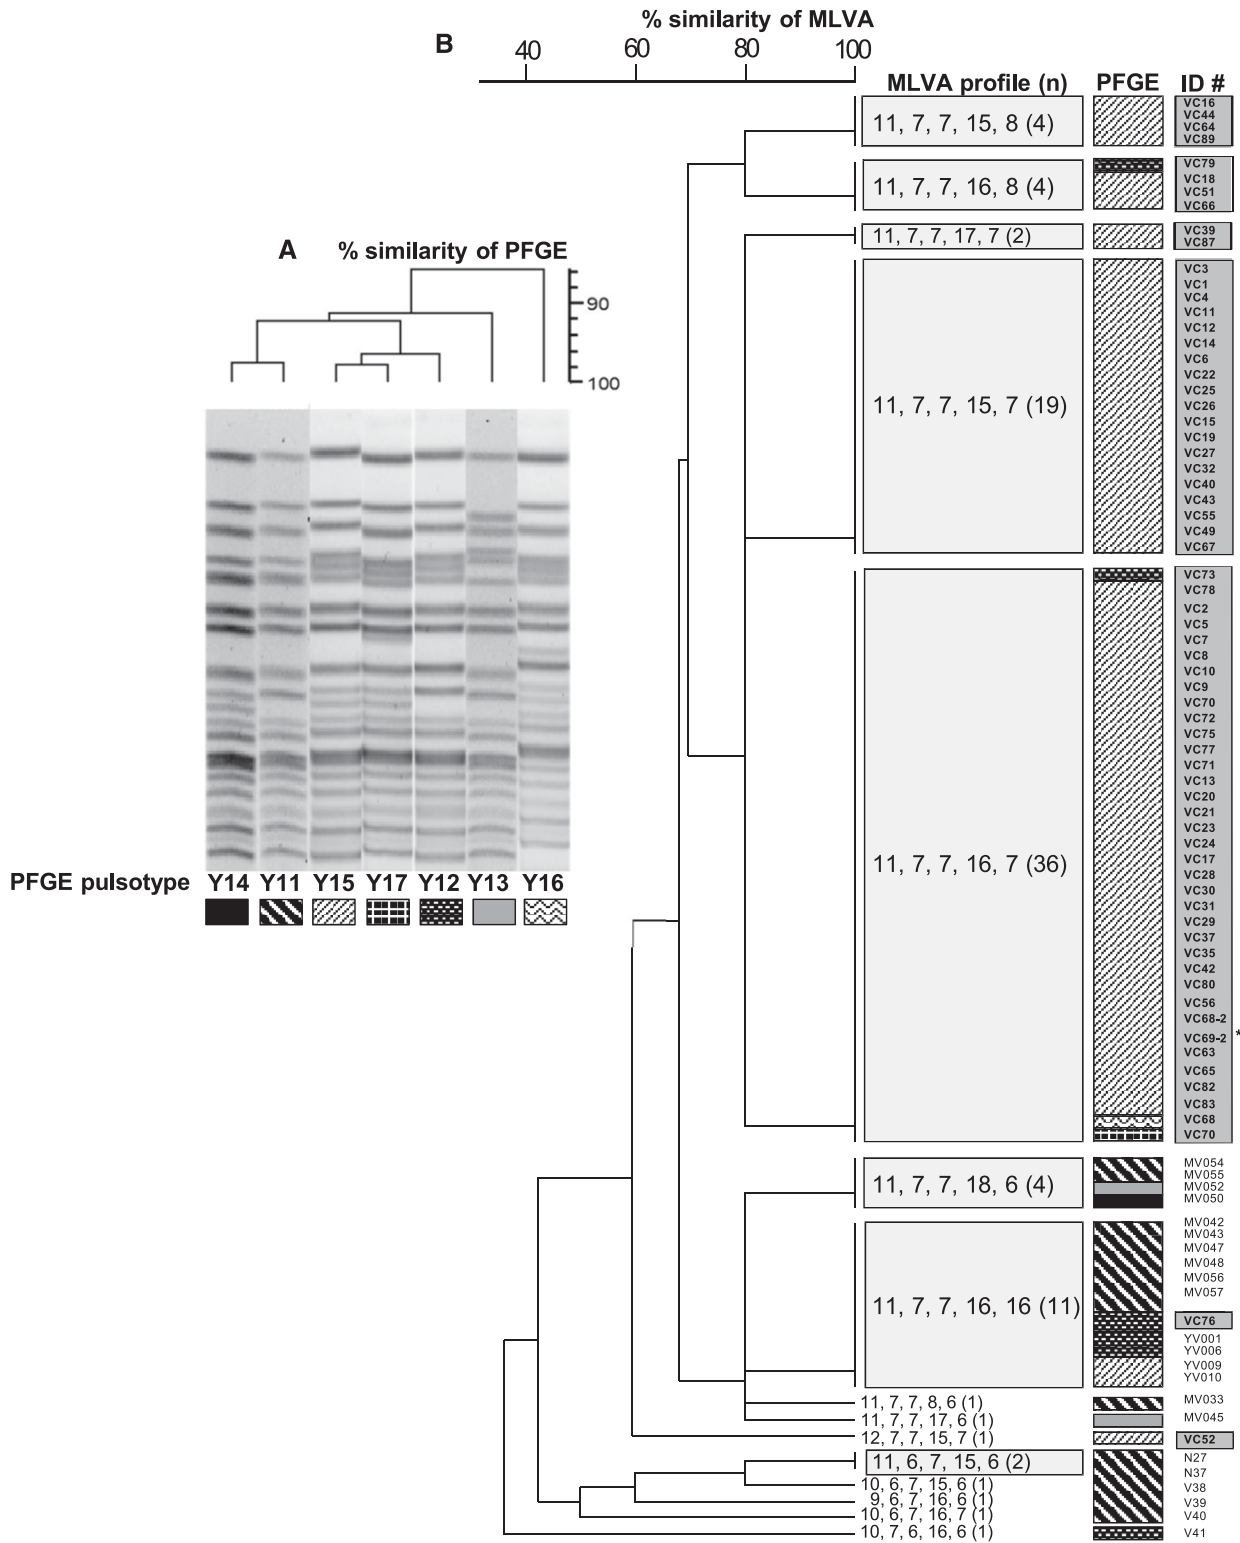 B
% similarity of MLVA
40 60 80 100
MLVA profile (n) PFGE ID #
11, 7, 7, 15, 8 (4)
VC16
VC44
VC64
VC89
11, 7, 7, 16, 8 (4)
VC79
VC18
VC51
VC66
11, 7, 7, 17, 7 (2)
VC39
VC87
A % similarity of PFGE
90
100
11, 7, 7, 15, 7 (19)
VC3
VC1
VC4
VC11
VC12
VC14
VC6
VC22
VC25
VC26
VC15
VC19
VC27
VC32
VC40
VC43
VC55
VC49
VC67
11, 7, 7, 16, 7 (36)
VC73
VC78
VC2
VC5
VC7
VC8
VC10
VC9
VC70
VC72
VC75
VC77
VC71
VC13
VC20
VC21
VC23
VC24
VC17
VC28
VC30
VC31
VC29
VC37
VC35
VC42
VC80
VC56
VC68-2
VC69-2 *
VC63
VC65
VC82
VC83
VC68
VC70
PFGE pulsotype Y14 Y11 Y15 Y17 Y12 Y13 Y16
11, 7, 7, 18, 6 (4)
MV054
MV055
MV052
MV050
11, 7, 7, 16, 16 (11)
MV042
MV043
MV047
MV048
MV056
MV057
VC76
YV001
YV006
YV009
YV010
11, 7, 7, 8, 6 (1) MV033
11, 7, 7, 17, 6 (1) MV045
12, 7, 7, 15, 7 (1) VC52
11, 6, 7, 15, 6 (2)
N27
N37
10, 6, 7, 15, 6 (1) V38
9, 6, 7, 16, 6 (1) V39
10, 6, 7, 16, 7 (1) V40
10, 7, 6, 16, 6 (1) V41